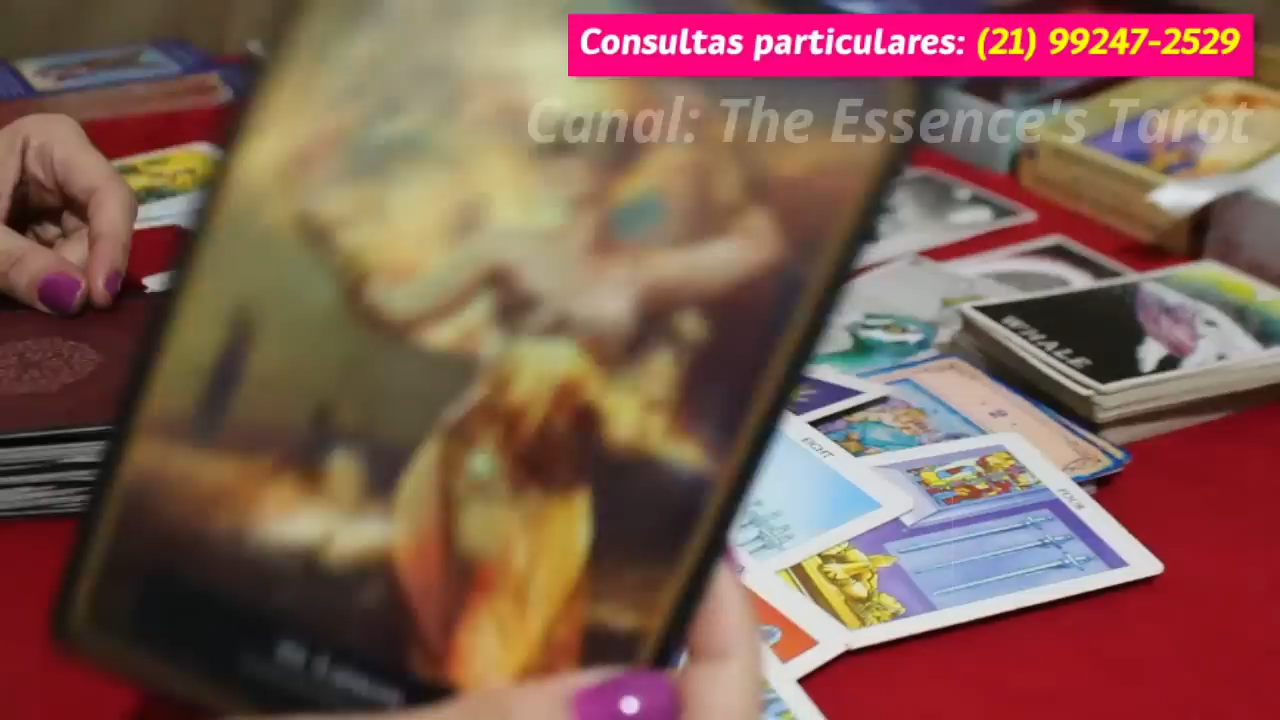 Consultas particulares: (21) 99247-2529
Canal: The Essence's Tarot
WHALE
EIGHT
FOUR